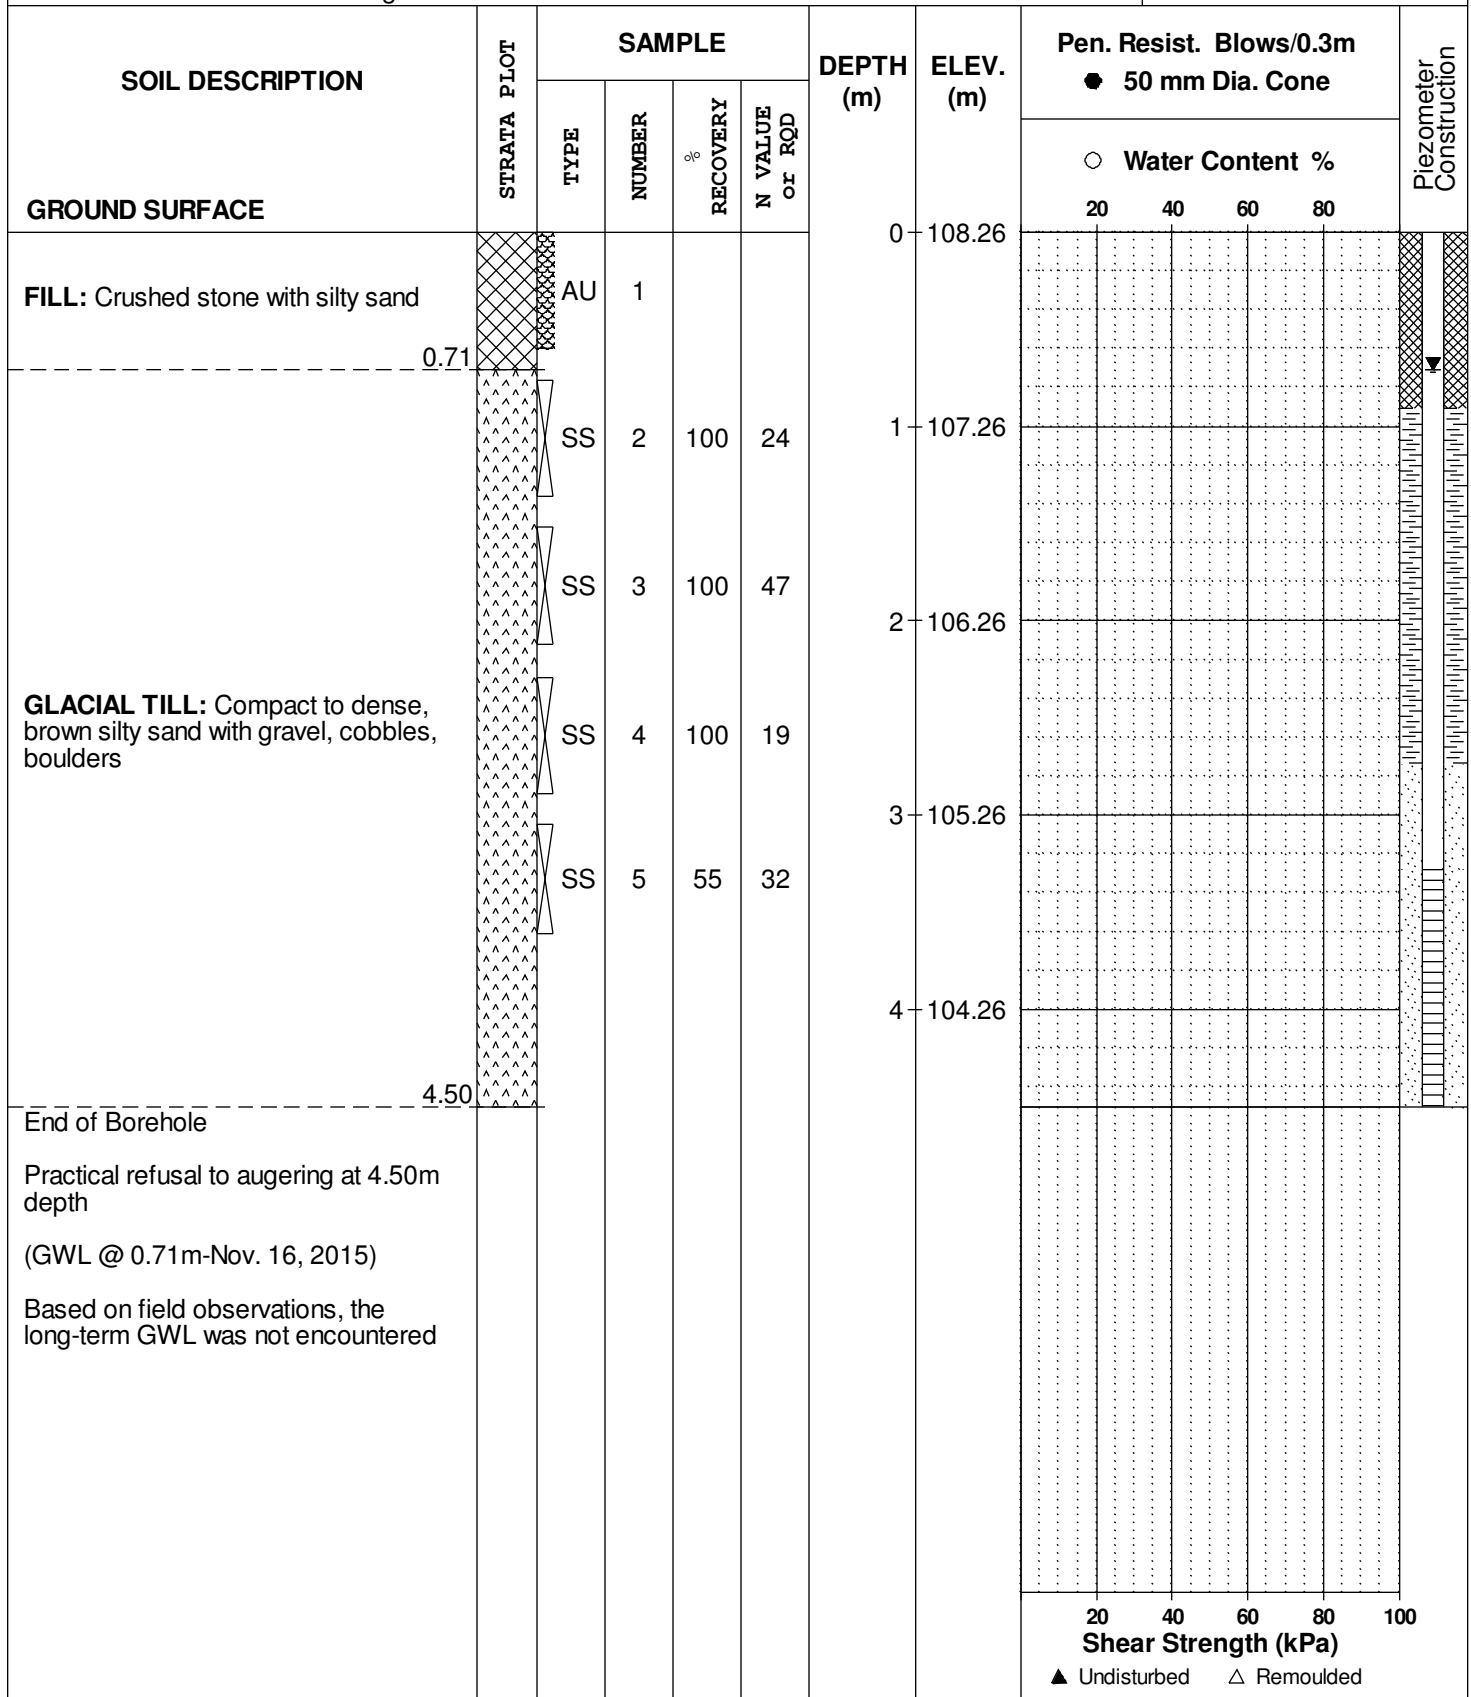 SOIL DESCRIPTION
GROUND SURFACE
STRATA PLOT
SAMPLE
TYPE
NUMBER
%
RECOVERY
N VALUE
or RQD
DEPTH
(m)
ELEV.
(m)
Pen. Resist. Blows/0.3m
● 50 mm Dia. Cone
○ Water Content %
20 40 60 80
Piezometer
Construction
0 108.26
FILL: Crushed stone with silty sand
AU 1
0.71
SS 2 100 24
1 107.26
SS 3 100 47
2 106.26
GLACIAL TILL: Compact to dense,
brown silty sand with gravel, cobbles,
boulders
SS 4 100 19
3 105.26
SS 5 55 32
4 104.26
4.50
End of Borehole
Practical refusal to augering at 4.50m
depth
(GWL @ 0.71m-Nov. 16, 2015)
Based on field observations, the
long-term GWL was not encountered
20 40 60 80 100
Shear Strength (kPa)
▲ Undisturbed △ Remoulded